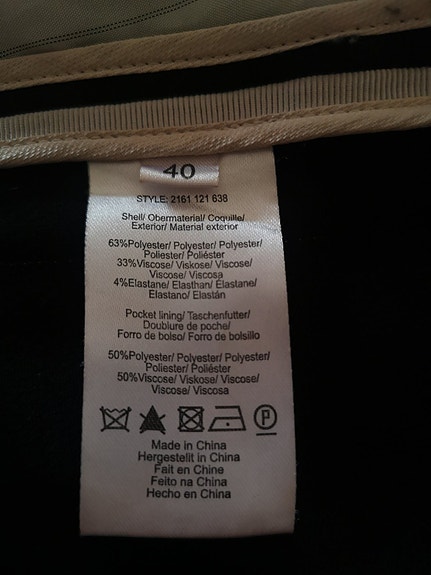 40
STYLE: 2161 121 638
Shell/ Obermaterial/ Coquille/
Exterior/ Material exterior
63%Polyester/ Polyester/ Polyester/
Poliester/ Poliéster
33%Viscose/ Viskose/ Viscose/
Viscose/ Viscosa
4%Elastane/ Elasthan/ Élastane/
Elastano/ Elastán
Pocket lining/ Taschenfutter/
Doublure de poche/
Forro de bolso/ Forro de bolsillo
50%Polyester/ Polyester/ Polyester/
Poliester/ Poliéster
50%Viscose/ Viskose/ Viscose/
Viscose/ Viscosa
P
Made in China
Hergestellt in China
Fait en Chine
Feito na China
Hecho en China